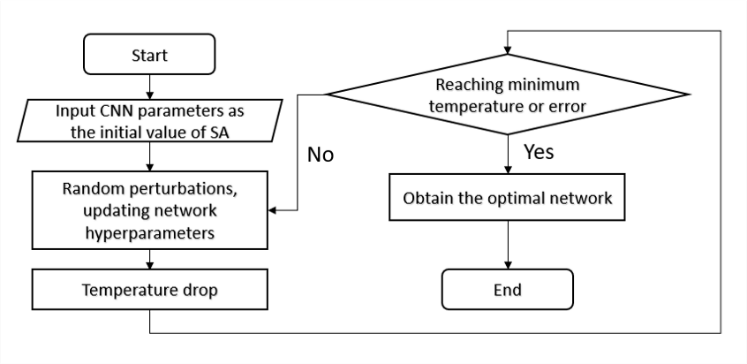 Start
Input CNN parameters as
the initial value of SA
Random perturbations,
updating network
hyperparameters
Temperature drop
Reaching minimum
temperature or error
No
Yes
Obtain the optimal network
End